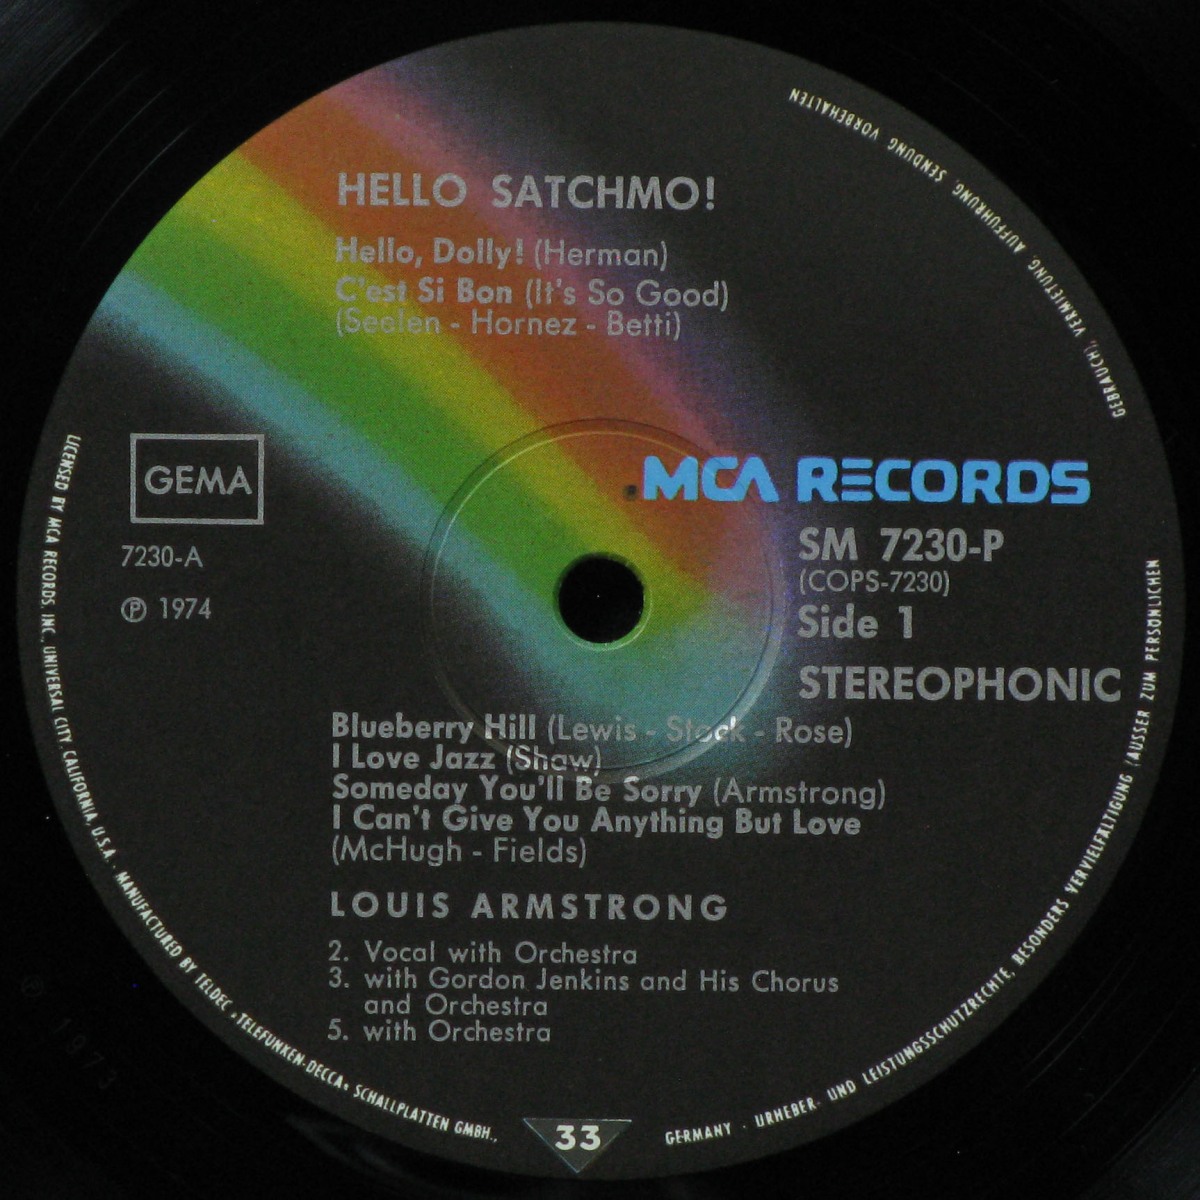 HELLO SATCHMO!
Hello, Dolly! (Herman)
C'est Si Bon (It's So Good)
(Seelen - Hornez - Betti)
GEMA
7230-A
℗ 1974
MCA RECORDS
SM 7230-P
(COPS-7230)
Side 1
STEREOPHONIC
Blueberry Hill (Lewis - Stock - Rose)
I Love Jazz (Shaw)
Someday You'll Be Sorry (Armstrong)
I Can't Give You Anything But Love
(McHugh - Fields)
LOUIS ARMSTRONG
2. Vocal with Orchestra
3. with Gordon Jenkins and His Chorus
and Orchestra
5. with Orchestra
33
LICENSED BY MCA RECORDS, INC., UNIVERSAL CITY, CALIFORNIA, U.S.A. · MANUFACTURED BY TELDEC »TELEFUNKEN-DECCA« SCHALLPLATTEN GMBH.,
GERMANY · URHEBER- UND LEISTUNGSSCHUTZRECHTE, BESONDERS VERVIELFÄLTIGUNG (AUSSER ZUM PERSÖNLICHEN
GEBRAUCH), VERMIETUNG, AUFFÜHRUNG, SENDUNG VORBEHALTEN
℗ 1973